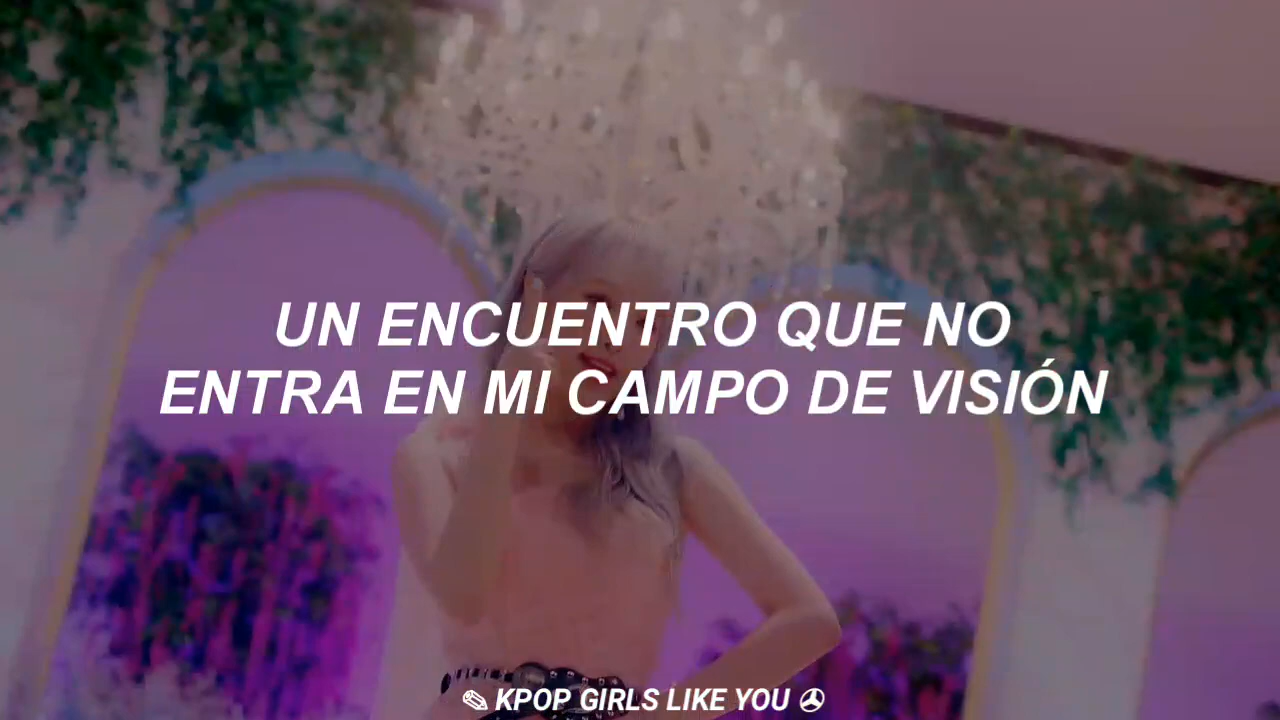 UN ENCUENTRO QUE NO
ENTRA EN MI CAMPO DE VISIÓN
✎ KPOP GIRLS LIKE YOU ✇